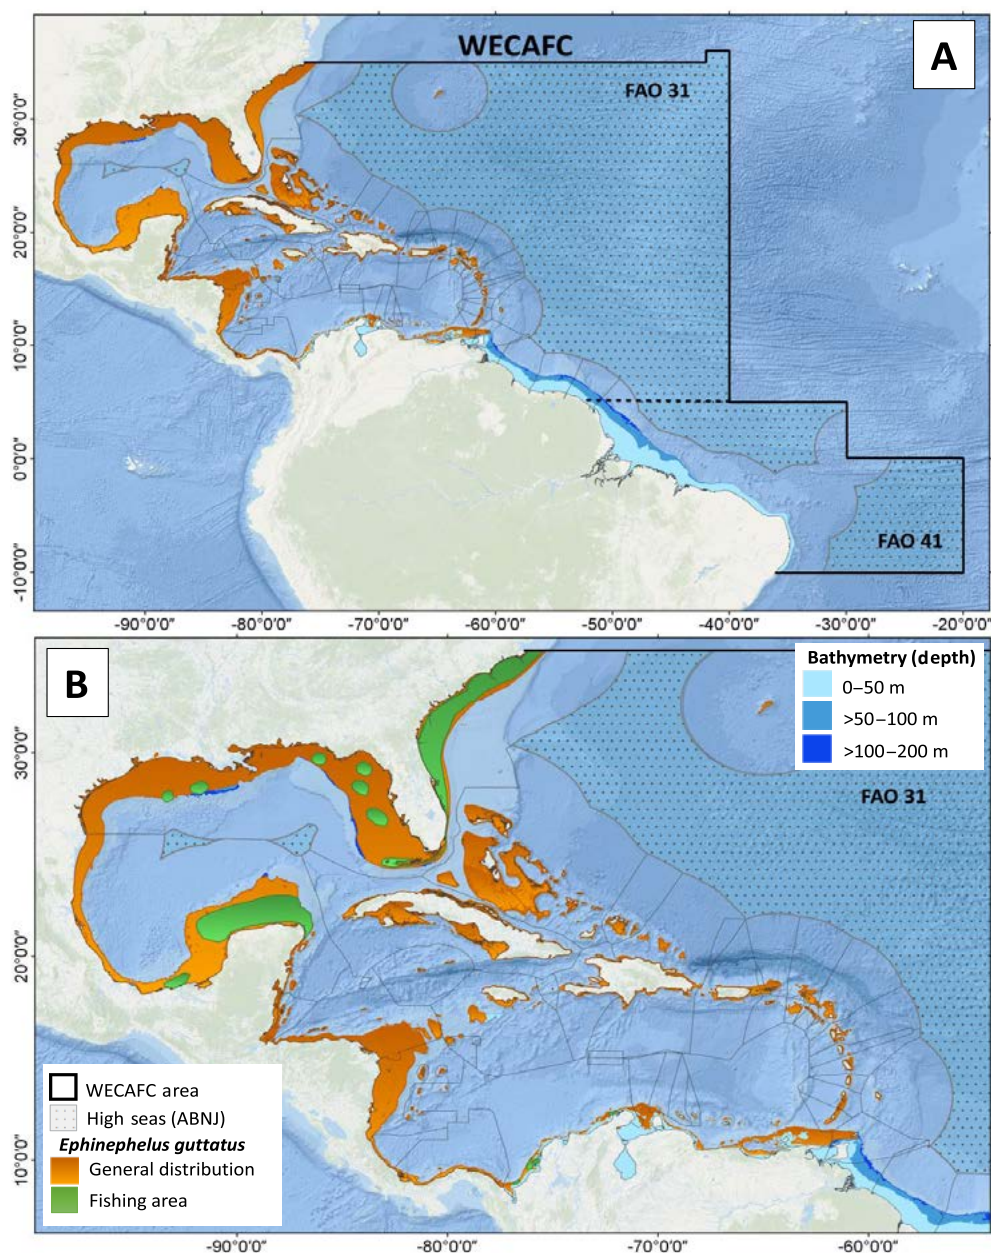 WECAFC
A
FAO 31
FAO 41
30°0'0"
20°0'0"
10°0'0"
0°0'0"
-10°0'0"
-90°0'0"
-80°0'0"
-70°0'0"
-60°0'0"
-50°0'0"
-40°0'0"
-30°0'0"
-20°0'0"
B
Bathymetry (depth)
0–50 m
>50–100 m
>100–200 m
FAO 31
30°0'0"
20°0'0"
10°0'0"
WECAFC area
High seas (ABNJ)
Ephinephelus guttatus
General distribution
Fishing area
-90°0'0"
-80°0'0"
-70°0'0"
-60°0'0"